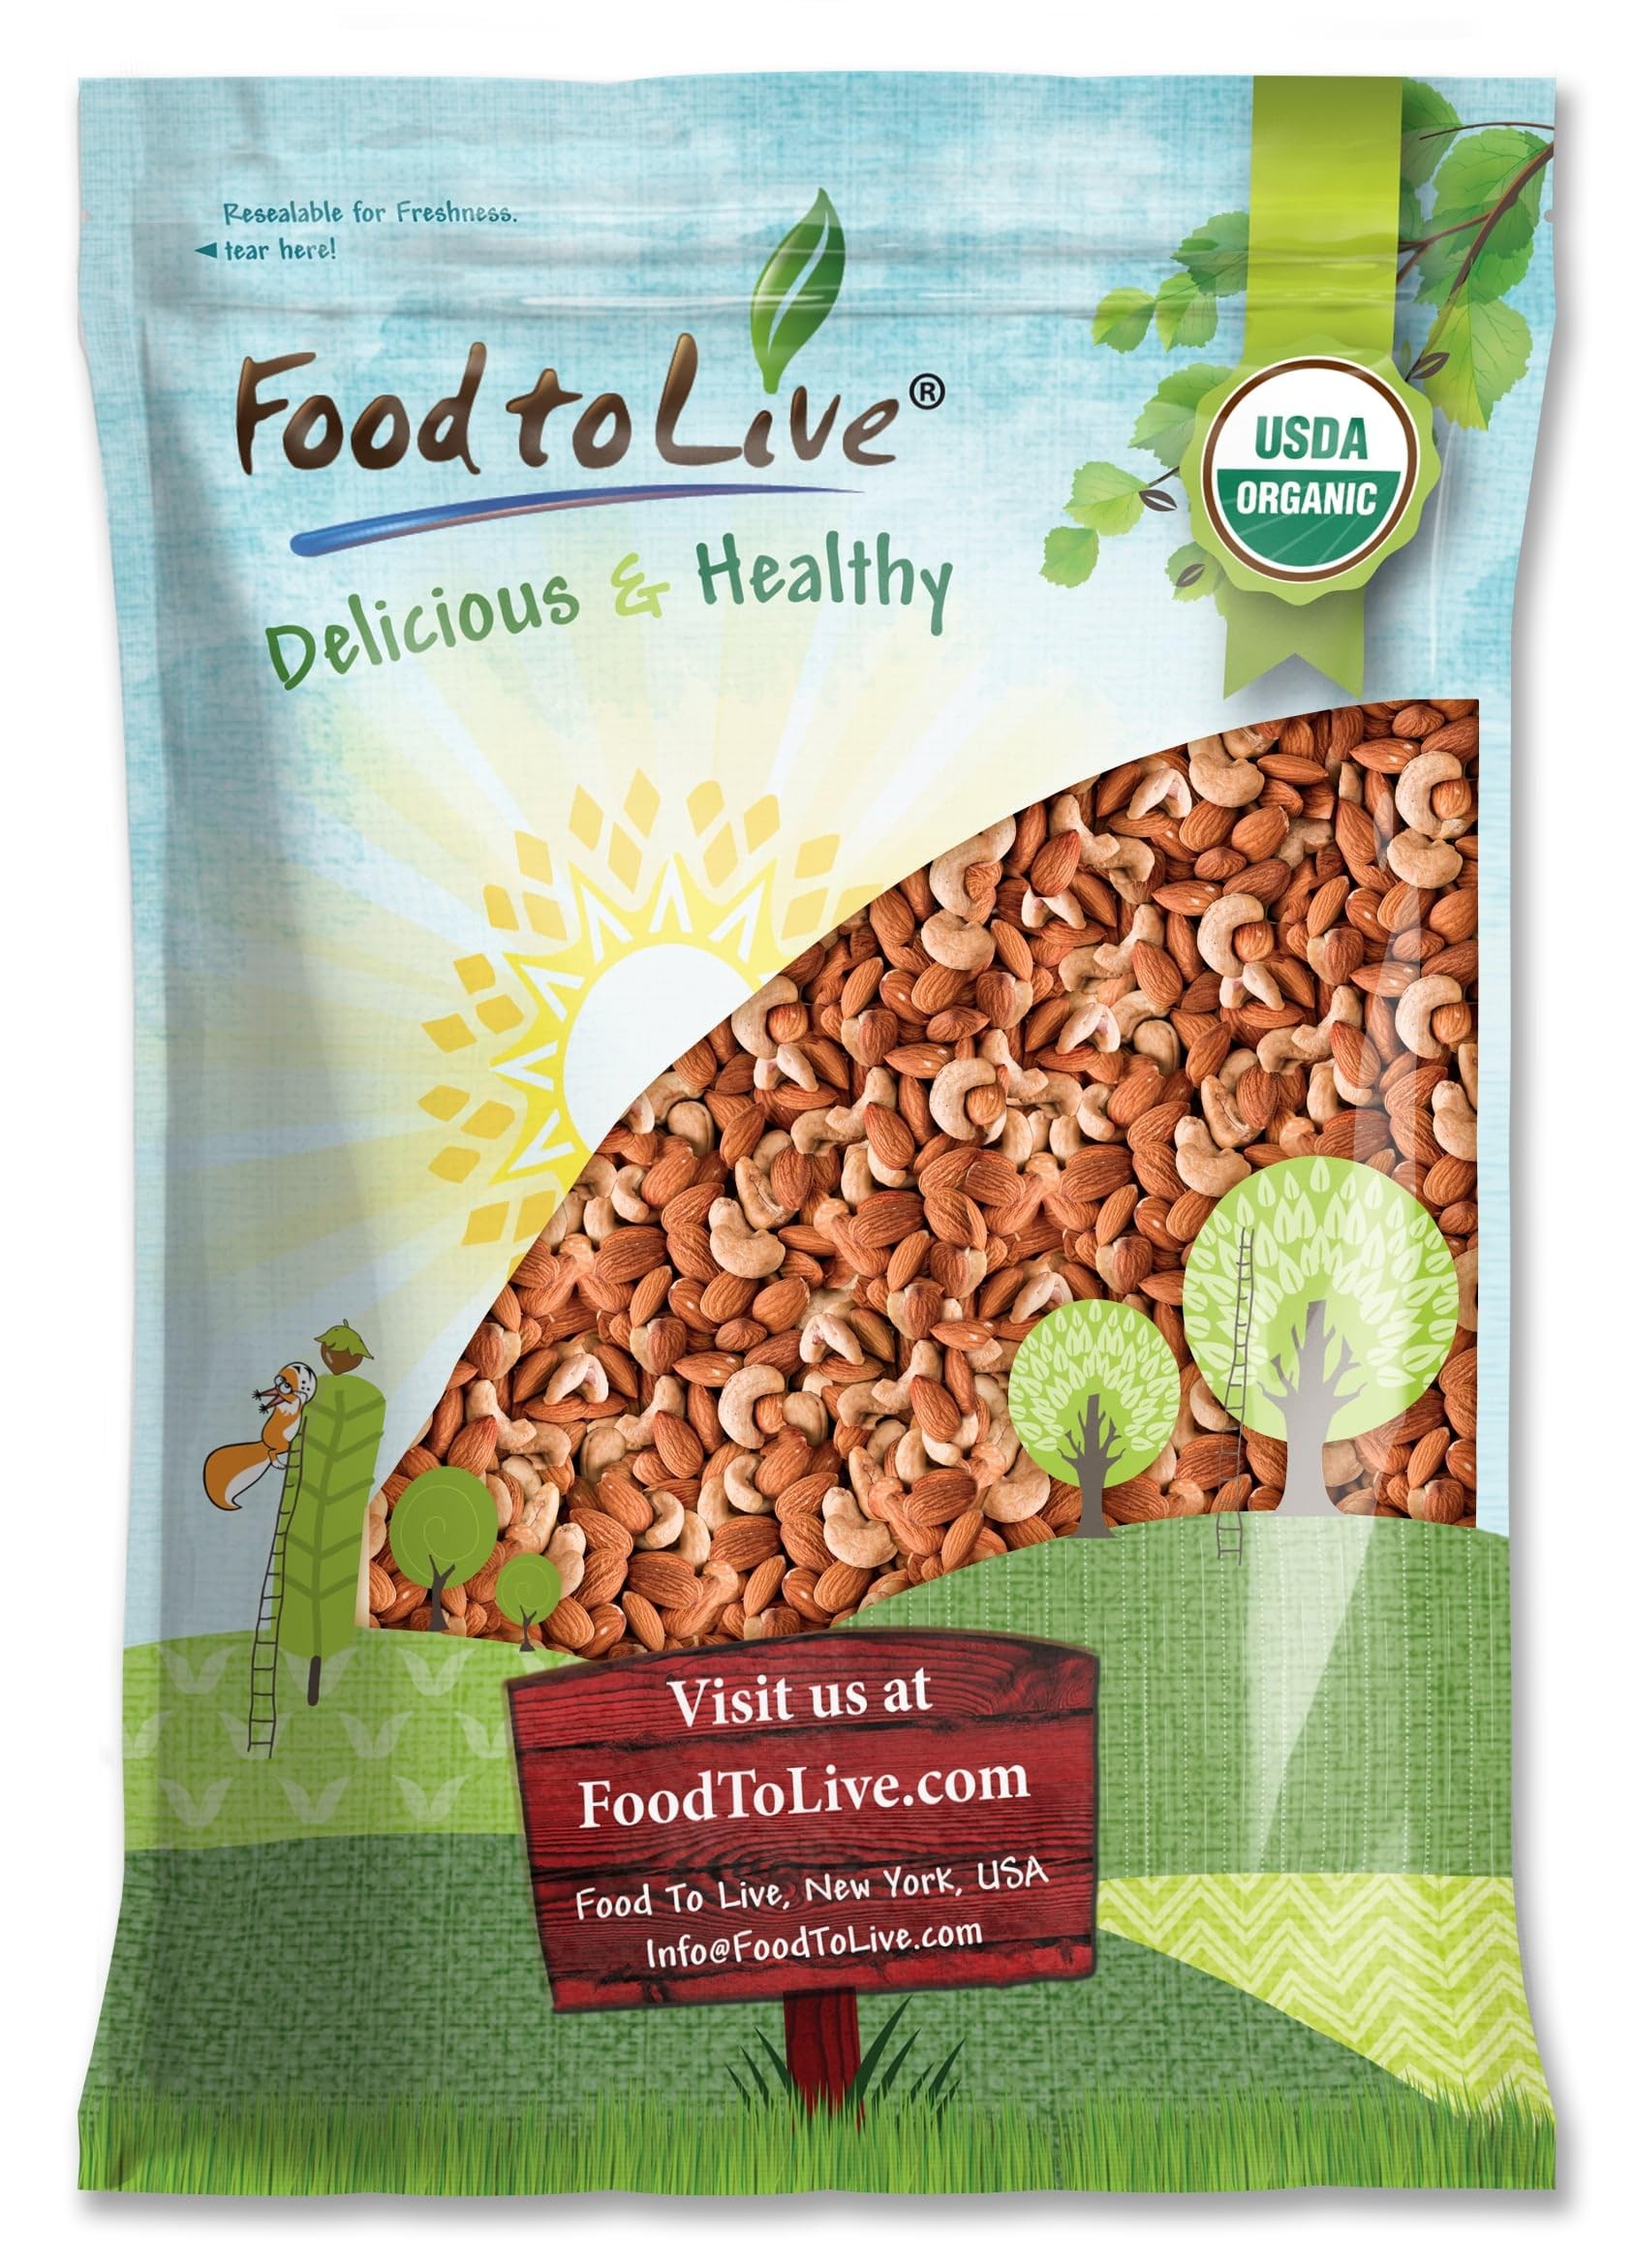 Resealable for Freshness.
◄ tear here!
Food to Live®
Delicious & Healthy
USDA
ORGANIC
Visit us at
FoodToLive.com
Food To Live, New York, USA
Info@FoodToLive.com